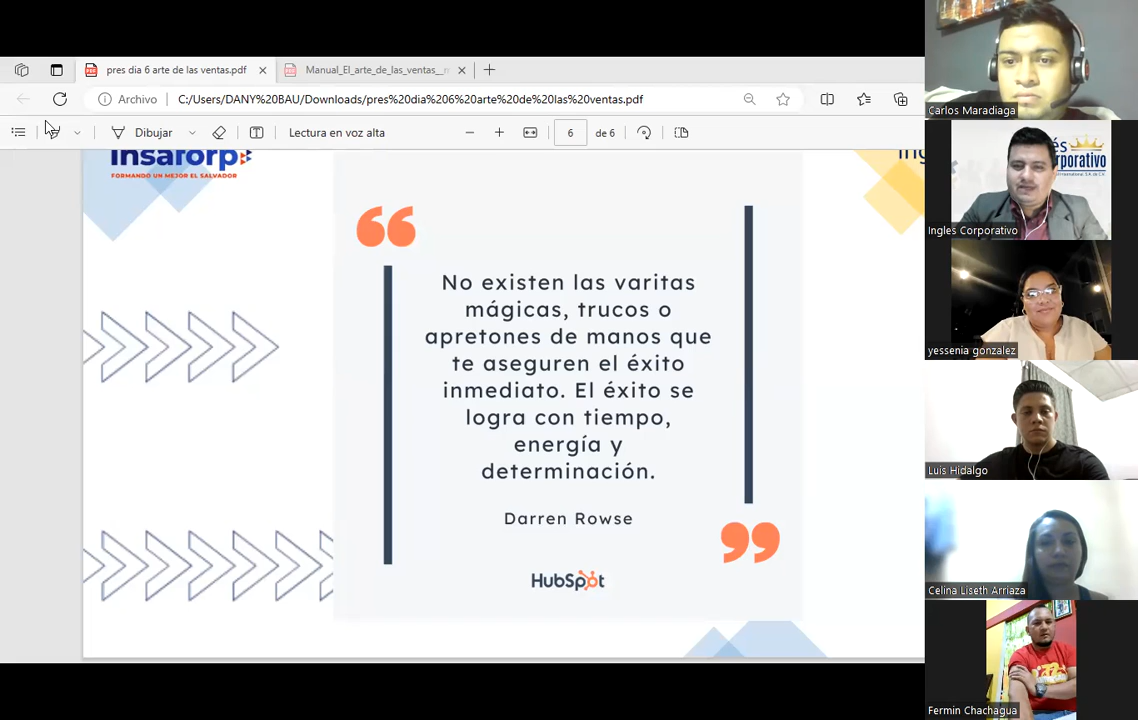 pres dia 6 arte de las ventas.pdf
Manual_El_arte_de_las_ventas_
Archivo
C:/Users/DANY%20BAU/Downloads/pres%20dia%206%20arte%20de%20las%20ventas.pdf
Dibujar
Lectura en voz alta
6
de 6
Insaforp
FORMANDO UN MEJOR EL SALVADOR
“
No existen las varitas
mágicas, trucos o
apretones de manos que
te aseguren el éxito
inmediato. El éxito se
logra con tiempo,
energía y
determinación.
Darren Rowse
”
HubSpot
Carlos Maradiaga
Ingles Corporativo
yessenia gonzalez
Luis Hidalgo
Celina Liseth Arriaza
Fermin Chachagua